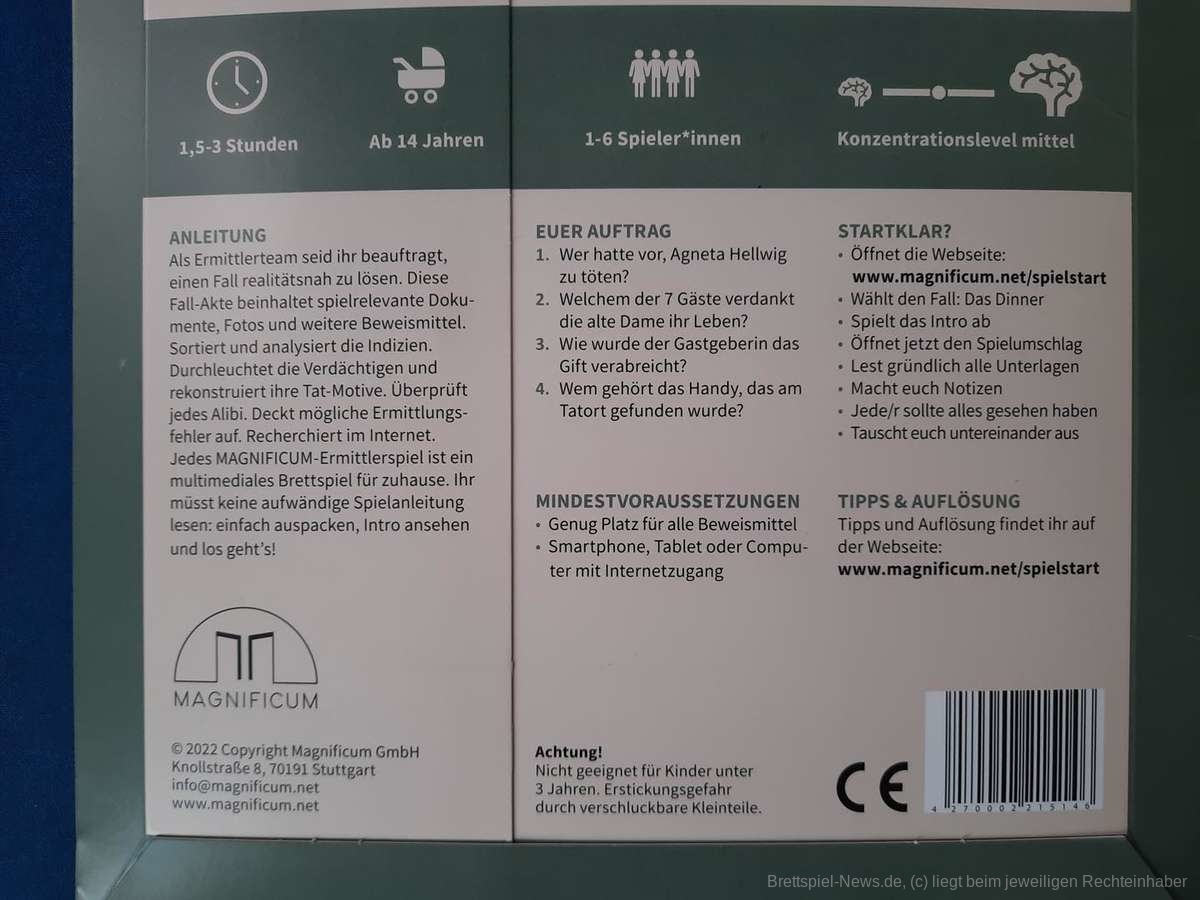 1,5-3 Stunden
Ab 14 Jahren
1-6 Spieler*innen
Konzentrationslevel mittel
ANLEITUNG
Als Ermittlerteam seid ihr beauftragt,
einen Fall realitätsnah zu lösen. Diese
Fall-Akte beinhaltet spielrelevante Doku-
mente, Fotos und weitere Beweismittel.
Sortiert und analysiert die Indizien.
Durchleuchtet die Verdächtigen und
rekonstruiert ihre Tat-Motive. Überprüft
jedes Alibi. Deckt mögliche Ermittlungs-
fehler auf. Recherchiert im Internet.
Jedes MAGNIFICUM-Ermittlerspiel ist ein
multimediales Brettspiel für zuhause. Ihr
müsst keine aufwändige Spielanleitung
lesen: einfach auspacken, Intro ansehen
und los geht's!
MAGNIFICUM
© 2022 Copyright Magnificum GmbH
Knollstraße 8, 70191 Stuttgart
info@magnificum.net
www.magnificum.net
EUER AUFTRAG
1. Wer hatte vor, Agneta Hellwig
zu töten?
2. Welchem der 7 Gäste verdankt
die alte Dame ihr Leben?
3. Wie wurde der Gastgeberin das
Gift verabreicht?
4. Wem gehört das Handy, das am
Tatort gefunden wurde?
MINDESTVORAUSSETZUNGEN
• Genug Platz für alle Beweismittel
• Smartphone, Tablet oder Compu-
ter mit Internetzugang
Achtung!
Nicht geeignet für Kinder unter
3 Jahren. Erstickungsgefahr
durch verschluckbare Kleinteile.
STARTKLAR?
• Öffnet die Webseite:
www.magnificum.net/spielstart
• Wählt den Fall: Das Dinner
• Spielt das Intro ab
• Öffnet jetzt den Spielumschlag
• Lest gründlich alle Unterlagen
• Macht euch Notizen
• Jede/r sollte alles gesehen haben
• Tauscht euch untereinander aus
TIPPS & AUFLÖSUNG
Tipps und Auflösung findet ihr auf
der Webseite:
www.magnificum.net/spielstart
CE
4 270002 215146
Brettspiel-News.de, (c) liegt beim jeweiligen Rechteinhaber